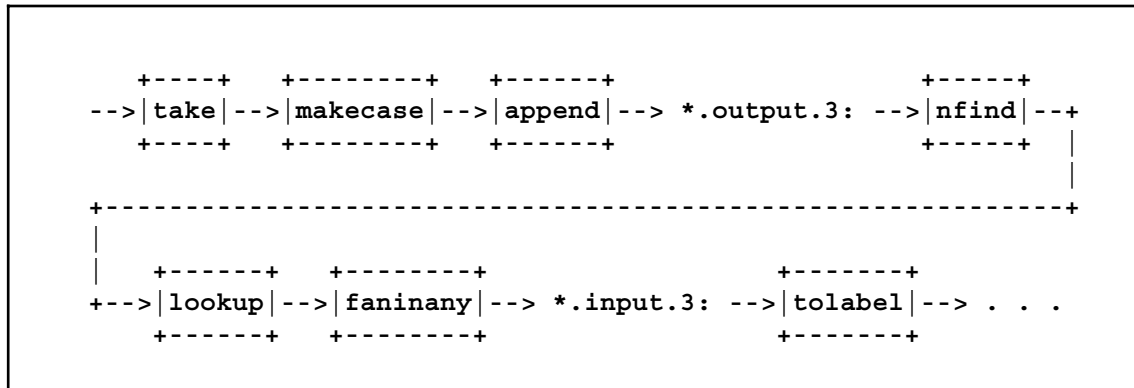 +----+   +--------+   +------+                    +-----+
-->|take|-->|makecase|-->|append|--> *.output.3: -->|nfind|--+
   +----+   +--------+   +------+                    +-----+  |
                                                              |
+-------------------------------------------------------------+
|
|   +------+   +--------+                   +-------+
+-->|lookup|-->|faninany|--> *.input.3: -->|tolabel|--> . . .
    +------+   +--------+                   +-------+